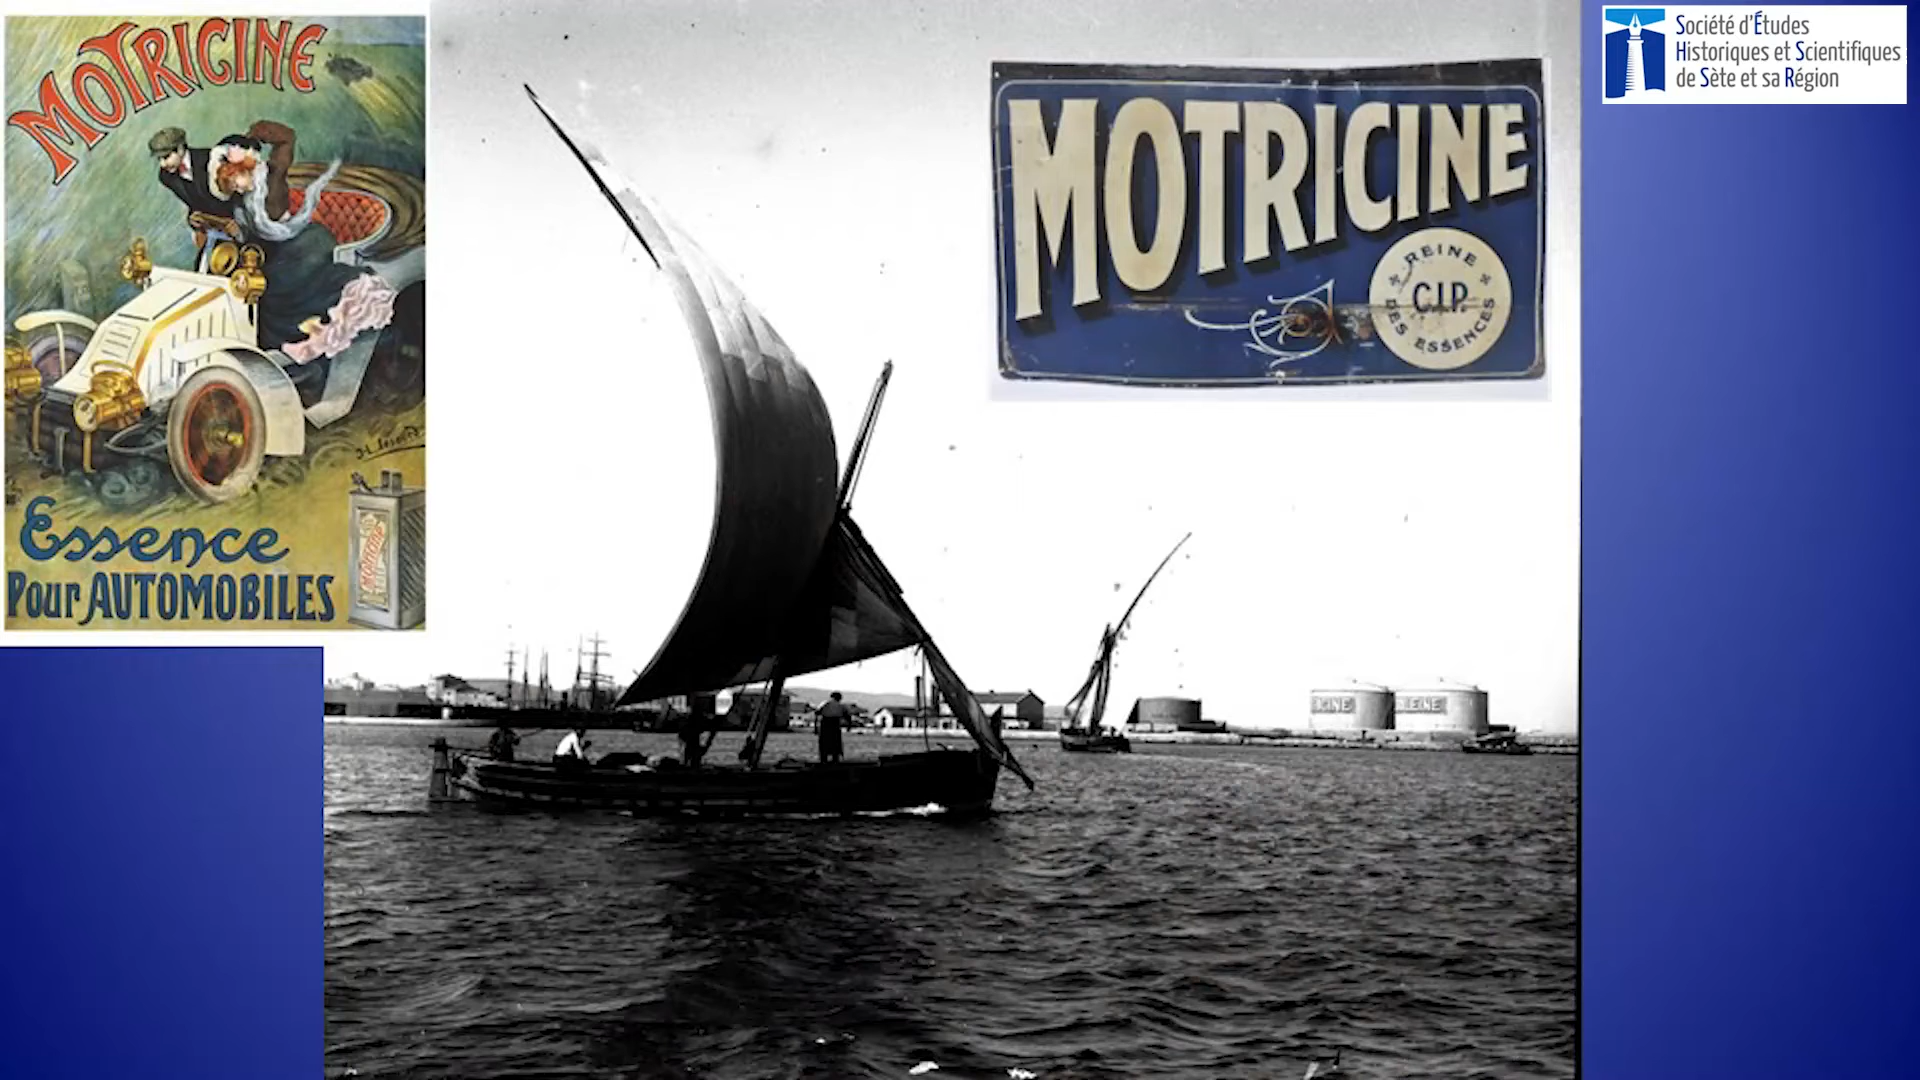 MOTRICINE
Essence
Pour AUTOMOBILES
MOTRICINE
REINE
DES ESSENCES
C.I.P.
Société d'Études
Historiques et Scientifiques
de Sète et sa Région